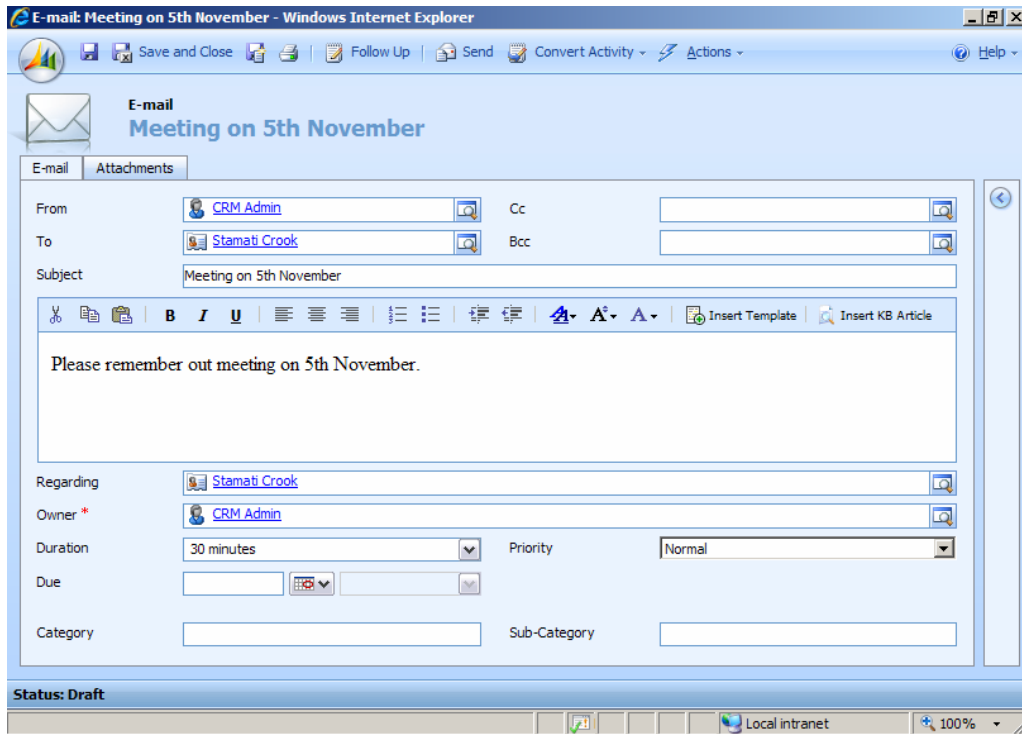 E-mail: Meeting on 5th November - Windows Internet Explorer
Save and Close Follow Up Send Convert Activity Actions Help
E-mail
Meeting on 5th November
E-mail Attachments
From CRM Admin Cc
To Stamati Crook Bcc
Subject Meeting on 5th November
B I U A A A Insert Template Insert KB Article
Please remember out meeting on 5th November.
Regarding Stamati Crook
Owner * CRM Admin
Duration 30 minutes Priority Normal
Due
Category Sub-Category
Status: Draft
Local intranet 100%